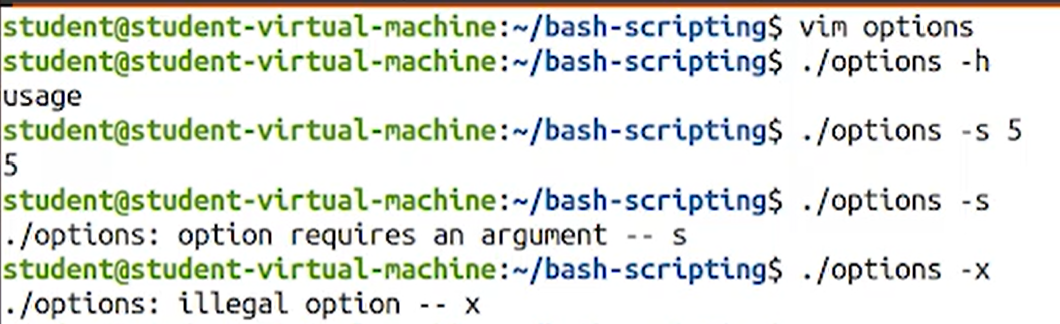 student@student-virtual-machine:~/bash-scripting$ vim options
student@student-virtual-machine:~/bash-scripting$ ./options -h
usage
student@student-virtual-machine:~/bash-scripting$ ./options -s 5
5
student@student-virtual-machine:~/bash-scripting$ ./options -s
./options: option requires an argument -- s
student@student-virtual-machine:~/bash-scripting$ ./options -x
./options: illegal option -- x